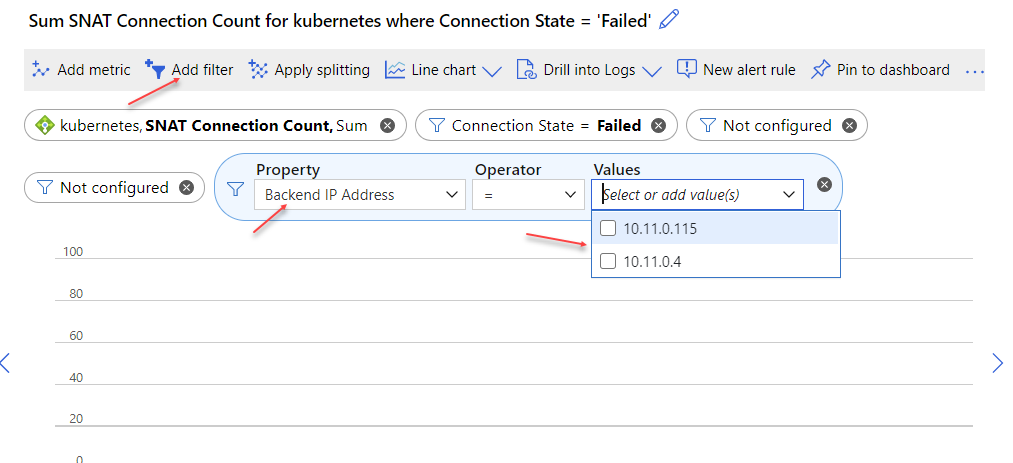 Sum SNAT Connection Count for kubernetes where Connection State = 'Failed'
Add metric Add filter Apply splitting Line chart Drill into Logs New alert rule Pin to dashboard ...
kubernetes, SNAT Connection Count, Sum Connection State = Failed Not configured
Property Operator Values
Not configured Backend IP Address = Select or add value(s)
10.11.0.115
10.11.0.4
100
80
60
40
20
0